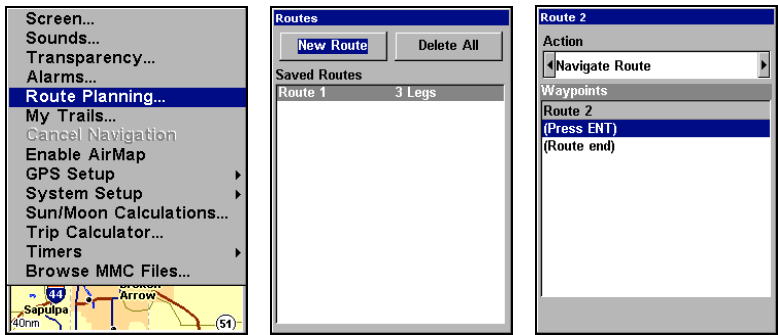 Screen...
Sounds...
Transparency...
Alarms...
Route Planning...
My Trails...
Cancel Navigation
Enable AirMap
GPS Setup
System Setup
Sun/Moon Calculations...
Trip Calculator...
Timers
Browse MMC Files...
Broken
44
Arrow
Sapulpa
40nm
51
Routes
New Route
Delete All
Saved Routes
Route 1 3 Legs
Route 2
Action
Navigate Route
Waypoints
Route 2
(Press ENT)
(Route end)